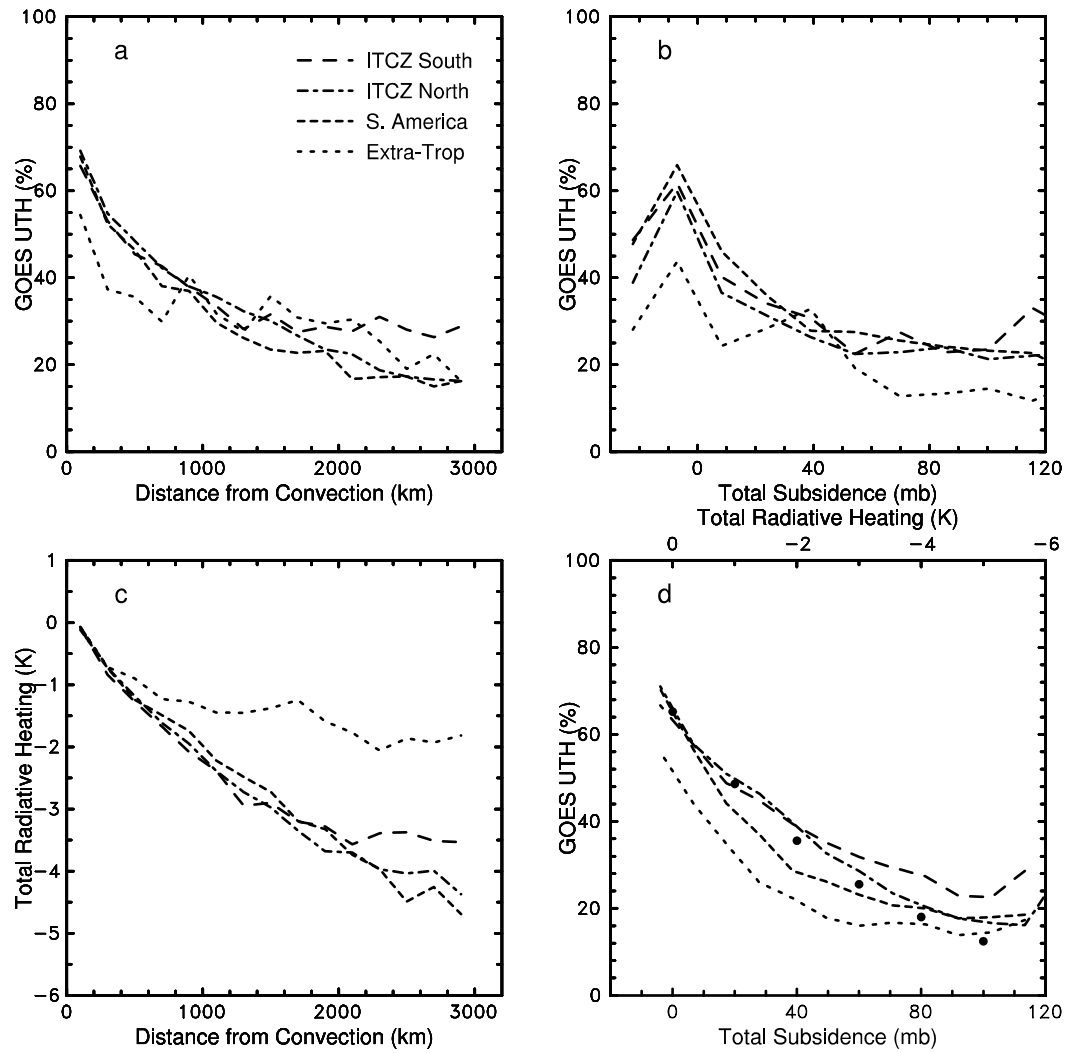 100
80
60
40
20
0
GOES UTH (%)
a
ITCZ South
ITCZ North
S. America
Extra-Trop
0 1000 2000 3000
Distance from Convection (km)
100
80
60
40
20
0
GOES UTH (%)
b
0 40 80 120
Total Subsidence (mb)
1
0
−1
−2
−3
−4
−5
−6
Total Radiative Heating (K)
c
0 1000 2000 3000
Distance from Convection (km)
Total Radiative Heating (K)
0 −2 −4 −6
100
80
60
40
20
0
GOES UTH (%)
d
0 40 80 120
Total Subsidence (mb)